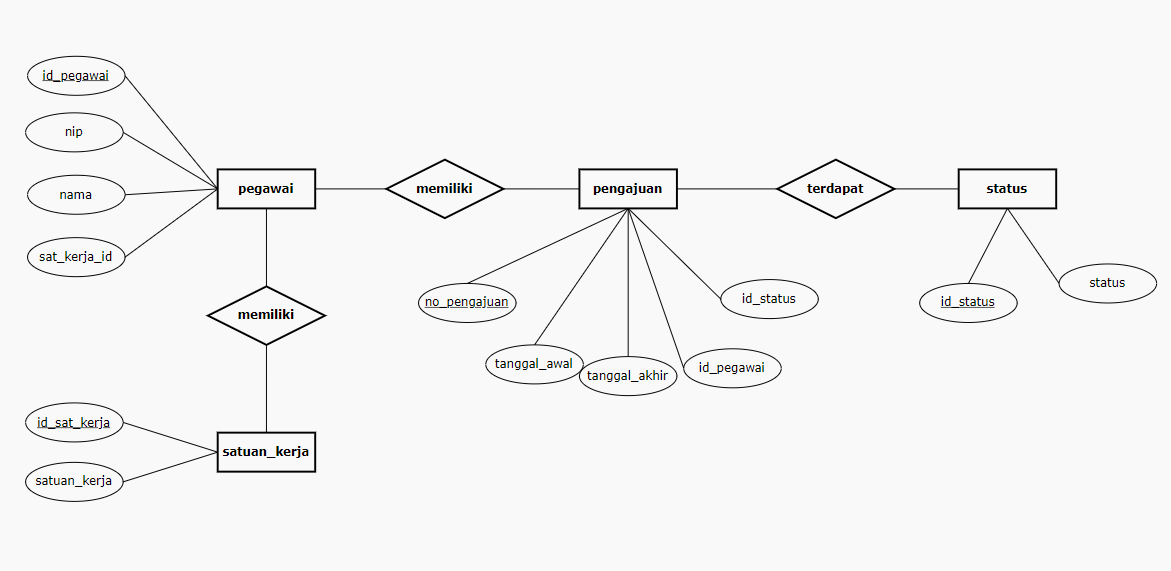 id_pegawai
nip
nama
sat_kerja_id
pegawai
memiliki
pengajuan
terdapat
status
no_pengajuan
tanggal_awal
tanggal_akhir
id_pegawai
id_status
id_status
status
memiliki
id_sat_kerja
satuan_kerja
satuan_kerja